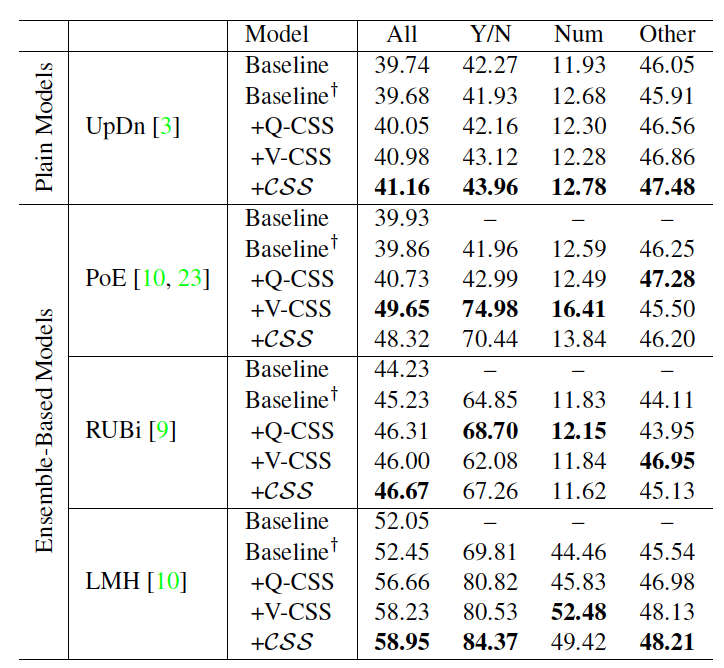 Model All Y/N Num Other
Plain Models
UpDn [3]
Baseline 39.74 42.27 11.93 46.05
Baseline† 39.68 41.93 12.68 45.91
+Q-CSS 40.05 42.16 12.30 46.56
+V-CSS 40.98 43.12 12.28 46.86
+CSS 41.16 43.96 12.78 47.48
Ensemble-Based Models
PoE [10, 23]
Baseline 39.93 – – –
Baseline† 39.86 41.96 12.59 46.25
+Q-CSS 40.73 42.99 12.49 47.28
+V-CSS 49.65 74.98 16.41 45.50
+CSS 48.32 70.44 13.84 46.20
RUBi [9]
Baseline 44.23 – – –
Baseline† 45.23 64.85 11.83 44.11
+Q-CSS 46.31 68.70 12.15 43.95
+V-CSS 46.00 62.08 11.84 46.95
+CSS 46.67 67.26 11.62 45.13
LMH [10]
Baseline 52.05 – – –
Baseline† 52.45 69.81 44.46 45.54
+Q-CSS 56.66 80.82 45.83 46.98
+V-CSS 58.23 80.53 52.48 48.13
+CSS 58.95 84.37 49.42 48.21